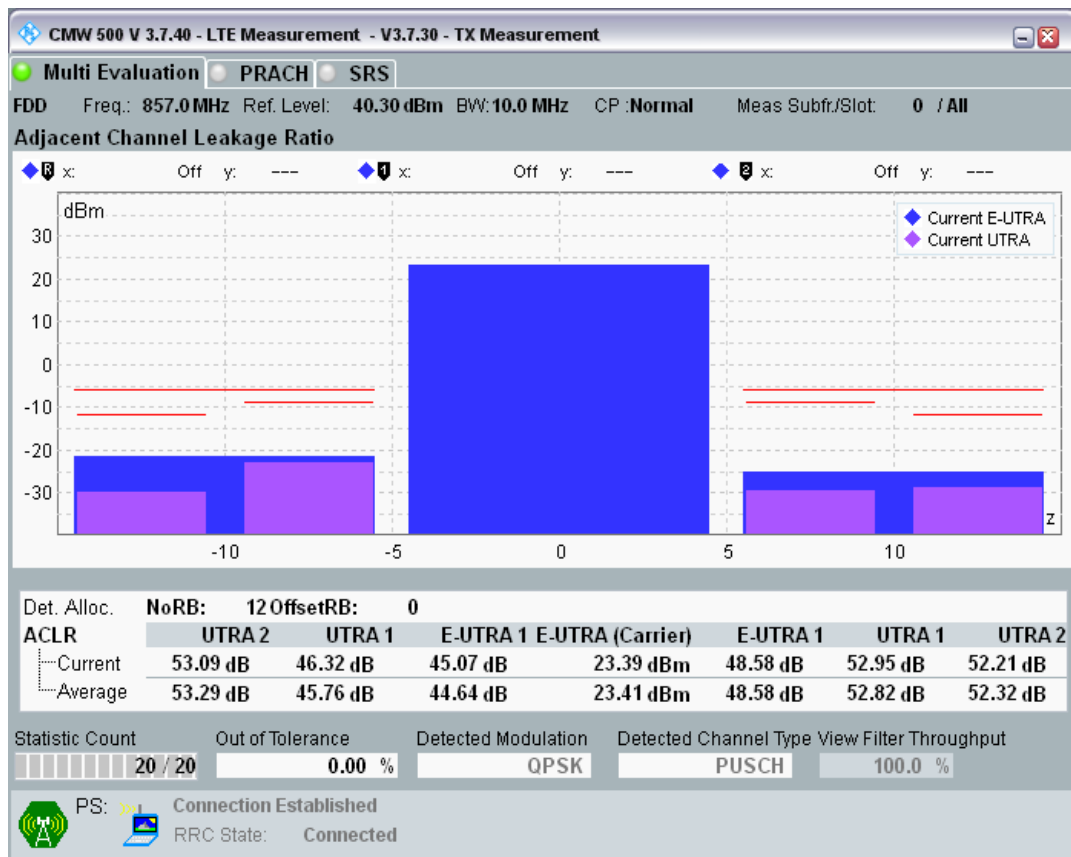 CMW 500 V 3.7.40 - LTE Measurement - V3.7.30 - TX Measurement
Multi Evaluation PRACH SRS
FDD Freq.: 857.0 MHz Ref. Level: 40.30 dBm BW: 10.0 MHz CP :Normal Meas Subfr./Slot: 0 / All
Adjacent Channel Leakage Ratio
R x: Off y: --- 1 x: Off y: --- 2 x: Off y: ---
dBm
Current E-UTRA
Current UTRA
30
20
10
0
-10
-20
-30
z
-10 -5 0 5 10
Det. Alloc. NoRB: 12 OffsetRB: 0
ACLR UTRA 2 UTRA 1 E-UTRA 1 E-UTRA (Carrier) E-UTRA 1 UTRA 1 UTRA 2
Current 53.09 dB 46.32 dB 45.07 dB 23.39 dBm 48.58 dB 52.95 dB 52.21 dB
Average 53.29 dB 45.76 dB 44.64 dB 23.41 dBm 48.58 dB 52.82 dB 52.32 dB
Statistic Count Out of Tolerance Detected Modulation Detected Channel Type View Filter Throughput
20 / 20 0.00 % QPSK PUSCH 100.0 %
PS: Connection Established
RRC State: Connected